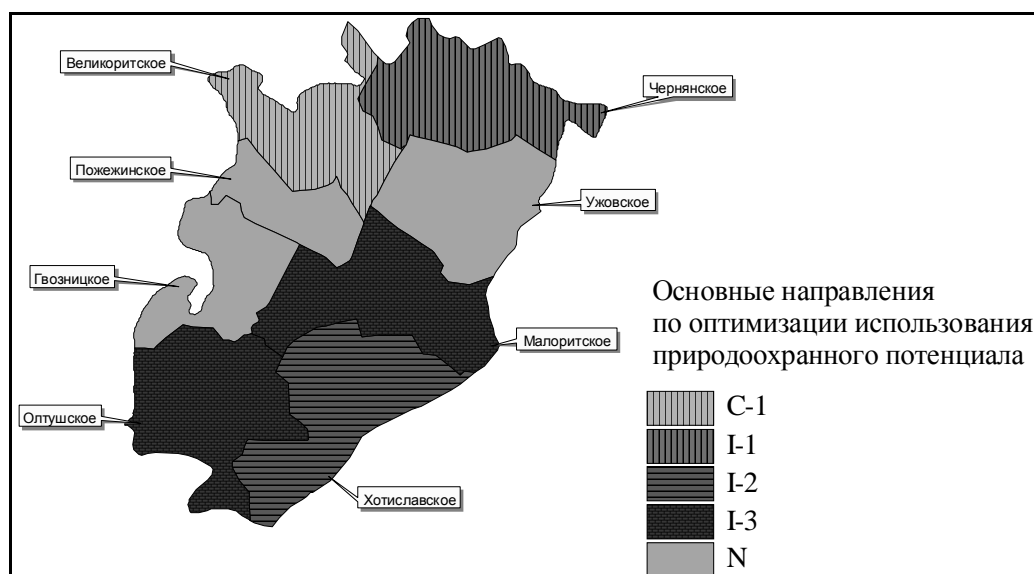 Великоритское
Чернянское
Пожежинское
Ужовское
Гвозницкое
Малоритское
Олтушское
Хотиславское
Основные направления
по оптимизации использования
природоохранного потенциала
С-1
I-1
I-2
I-3
N